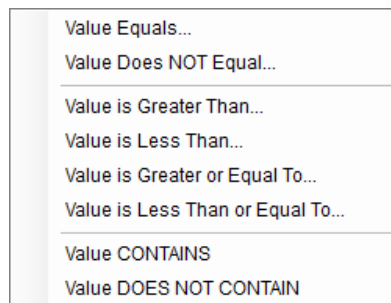 Value Equals...
Value Does NOT Equal...
Value is Greater Than...
Value is Less Than...
Value is Greater or Equal To...
Value is Less Than or Equal To...
Value CONTAINS
Value DOES NOT CONTAIN